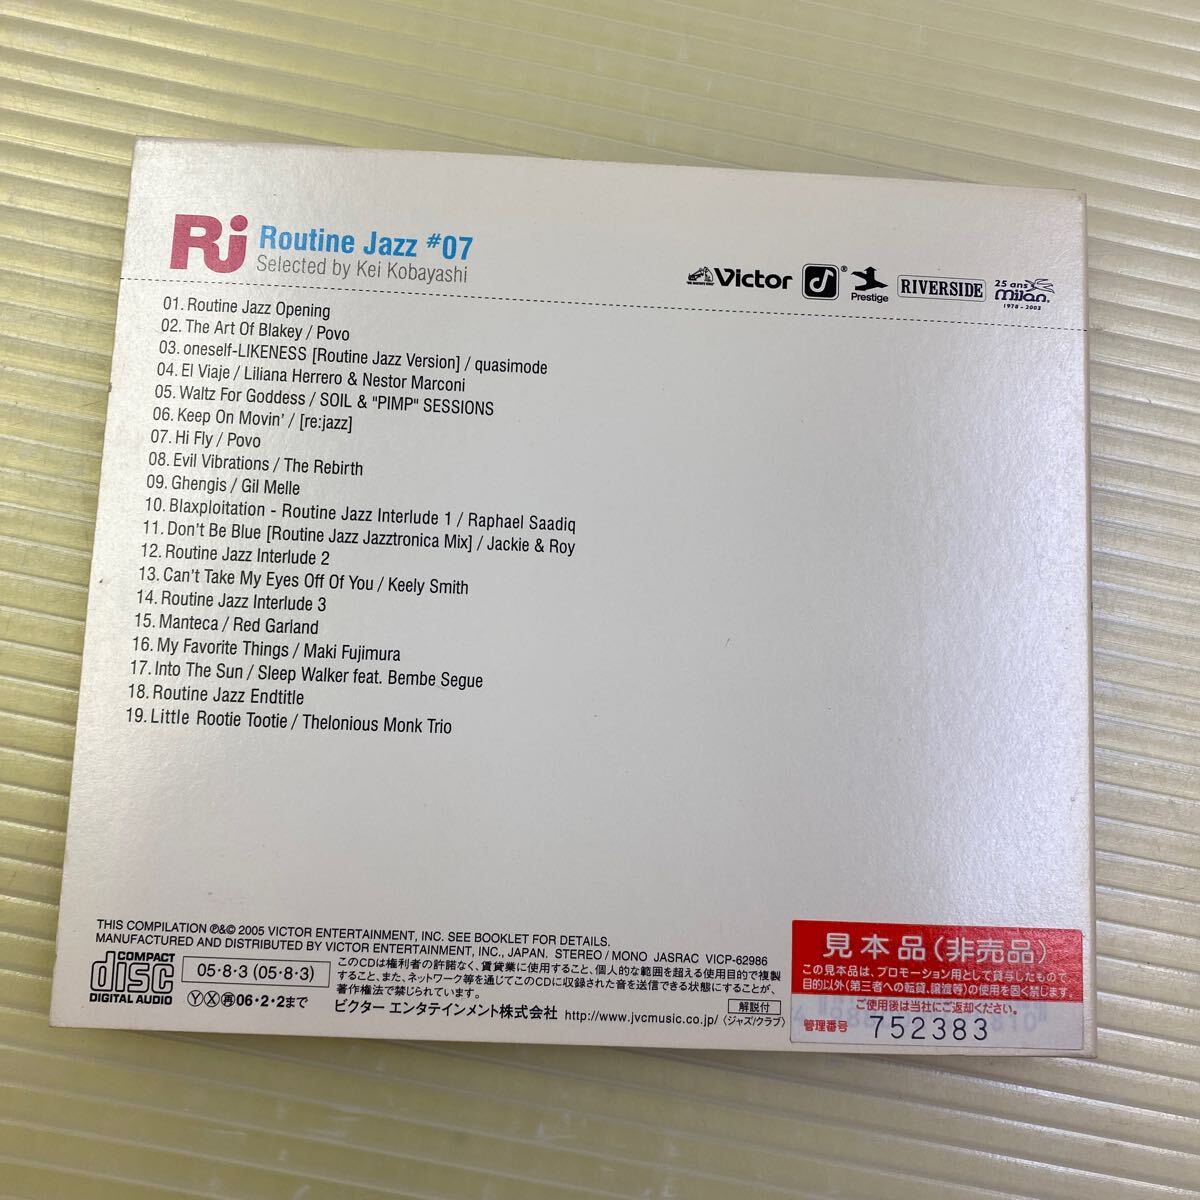 Rj
Routine Jazz #07
Selected by Kei Kobayashi
Victor
Prestige
RIVERSIDE
25 ans
milan.
1978 - 2003
01. Routine Jazz Opening
02. The Art Of Blakey / Povo
03. oneself-LIKENESS [Routine Jazz Version] / quasimode
04. El Viaje / Liliana Herrero & Nestor Marconi
05. Waltz For Goddess / SOIL & "PIMP" SESSIONS
06. Keep On Movin' / [re:jazz]
07. Hi Fly / Povo
08. Evil Vibrations / The Rebirth
09. Ghengis / Gil Melle
10. Blaxploitation - Routine Jazz Interlude 1 / Raphael Saadiq
11. Don't Be Blue [Routine Jazz Jazztronica Mix] / Jackie & Roy
12. Routine Jazz Interlude 2
13. Can't Take My Eyes Off Of You / Keely Smith
14. Routine Jazz Interlude 3
15. Manteca / Red Garland
16. My Favorite Things / Maki Fujimura
17. Into The Sun / Sleep Walker feat. Bembe Segue
18. Routine Jazz Endtitle
19. Little Rootie Tootie / Thelonious Monk Trio
THIS COMPILATION ℗&© 2005 VICTOR ENTERTAINMENT, INC. SEE BOOKLET FOR DETAILS.
MANUFACTURED AND DISTRIBUTED BY VICTOR ENTERTAINMENT, INC., JAPAN. STEREO / MONO JASRAC VICP-62986
COMPACT
disc
DIGITAL AUDIO
05・8・3 (05・8・3)
Ⓨ Ⓧ ㊢ 06・2・2まで
このCDは権利者の許諾なく、賃貸業に使用すること、個人的な範囲を超える使用目的で複製
すること、また、ネットワーク等を通じてこのCDに収録された音を送信できる状態にすることが、
著作権法で禁じられています。
解説付
ビクター エンタテインメント株式会社 http://www.jvcmusic.co.jp/ 〈ジャズ/クラブ〉
見本品(非売品)
この見本品は、プロモーション用として貸与したもので、
目的以外(第三者への転貸、譲渡等)の使用を固く禁じます。
ご使用後は当社にご返却ください。
管理番号 752383